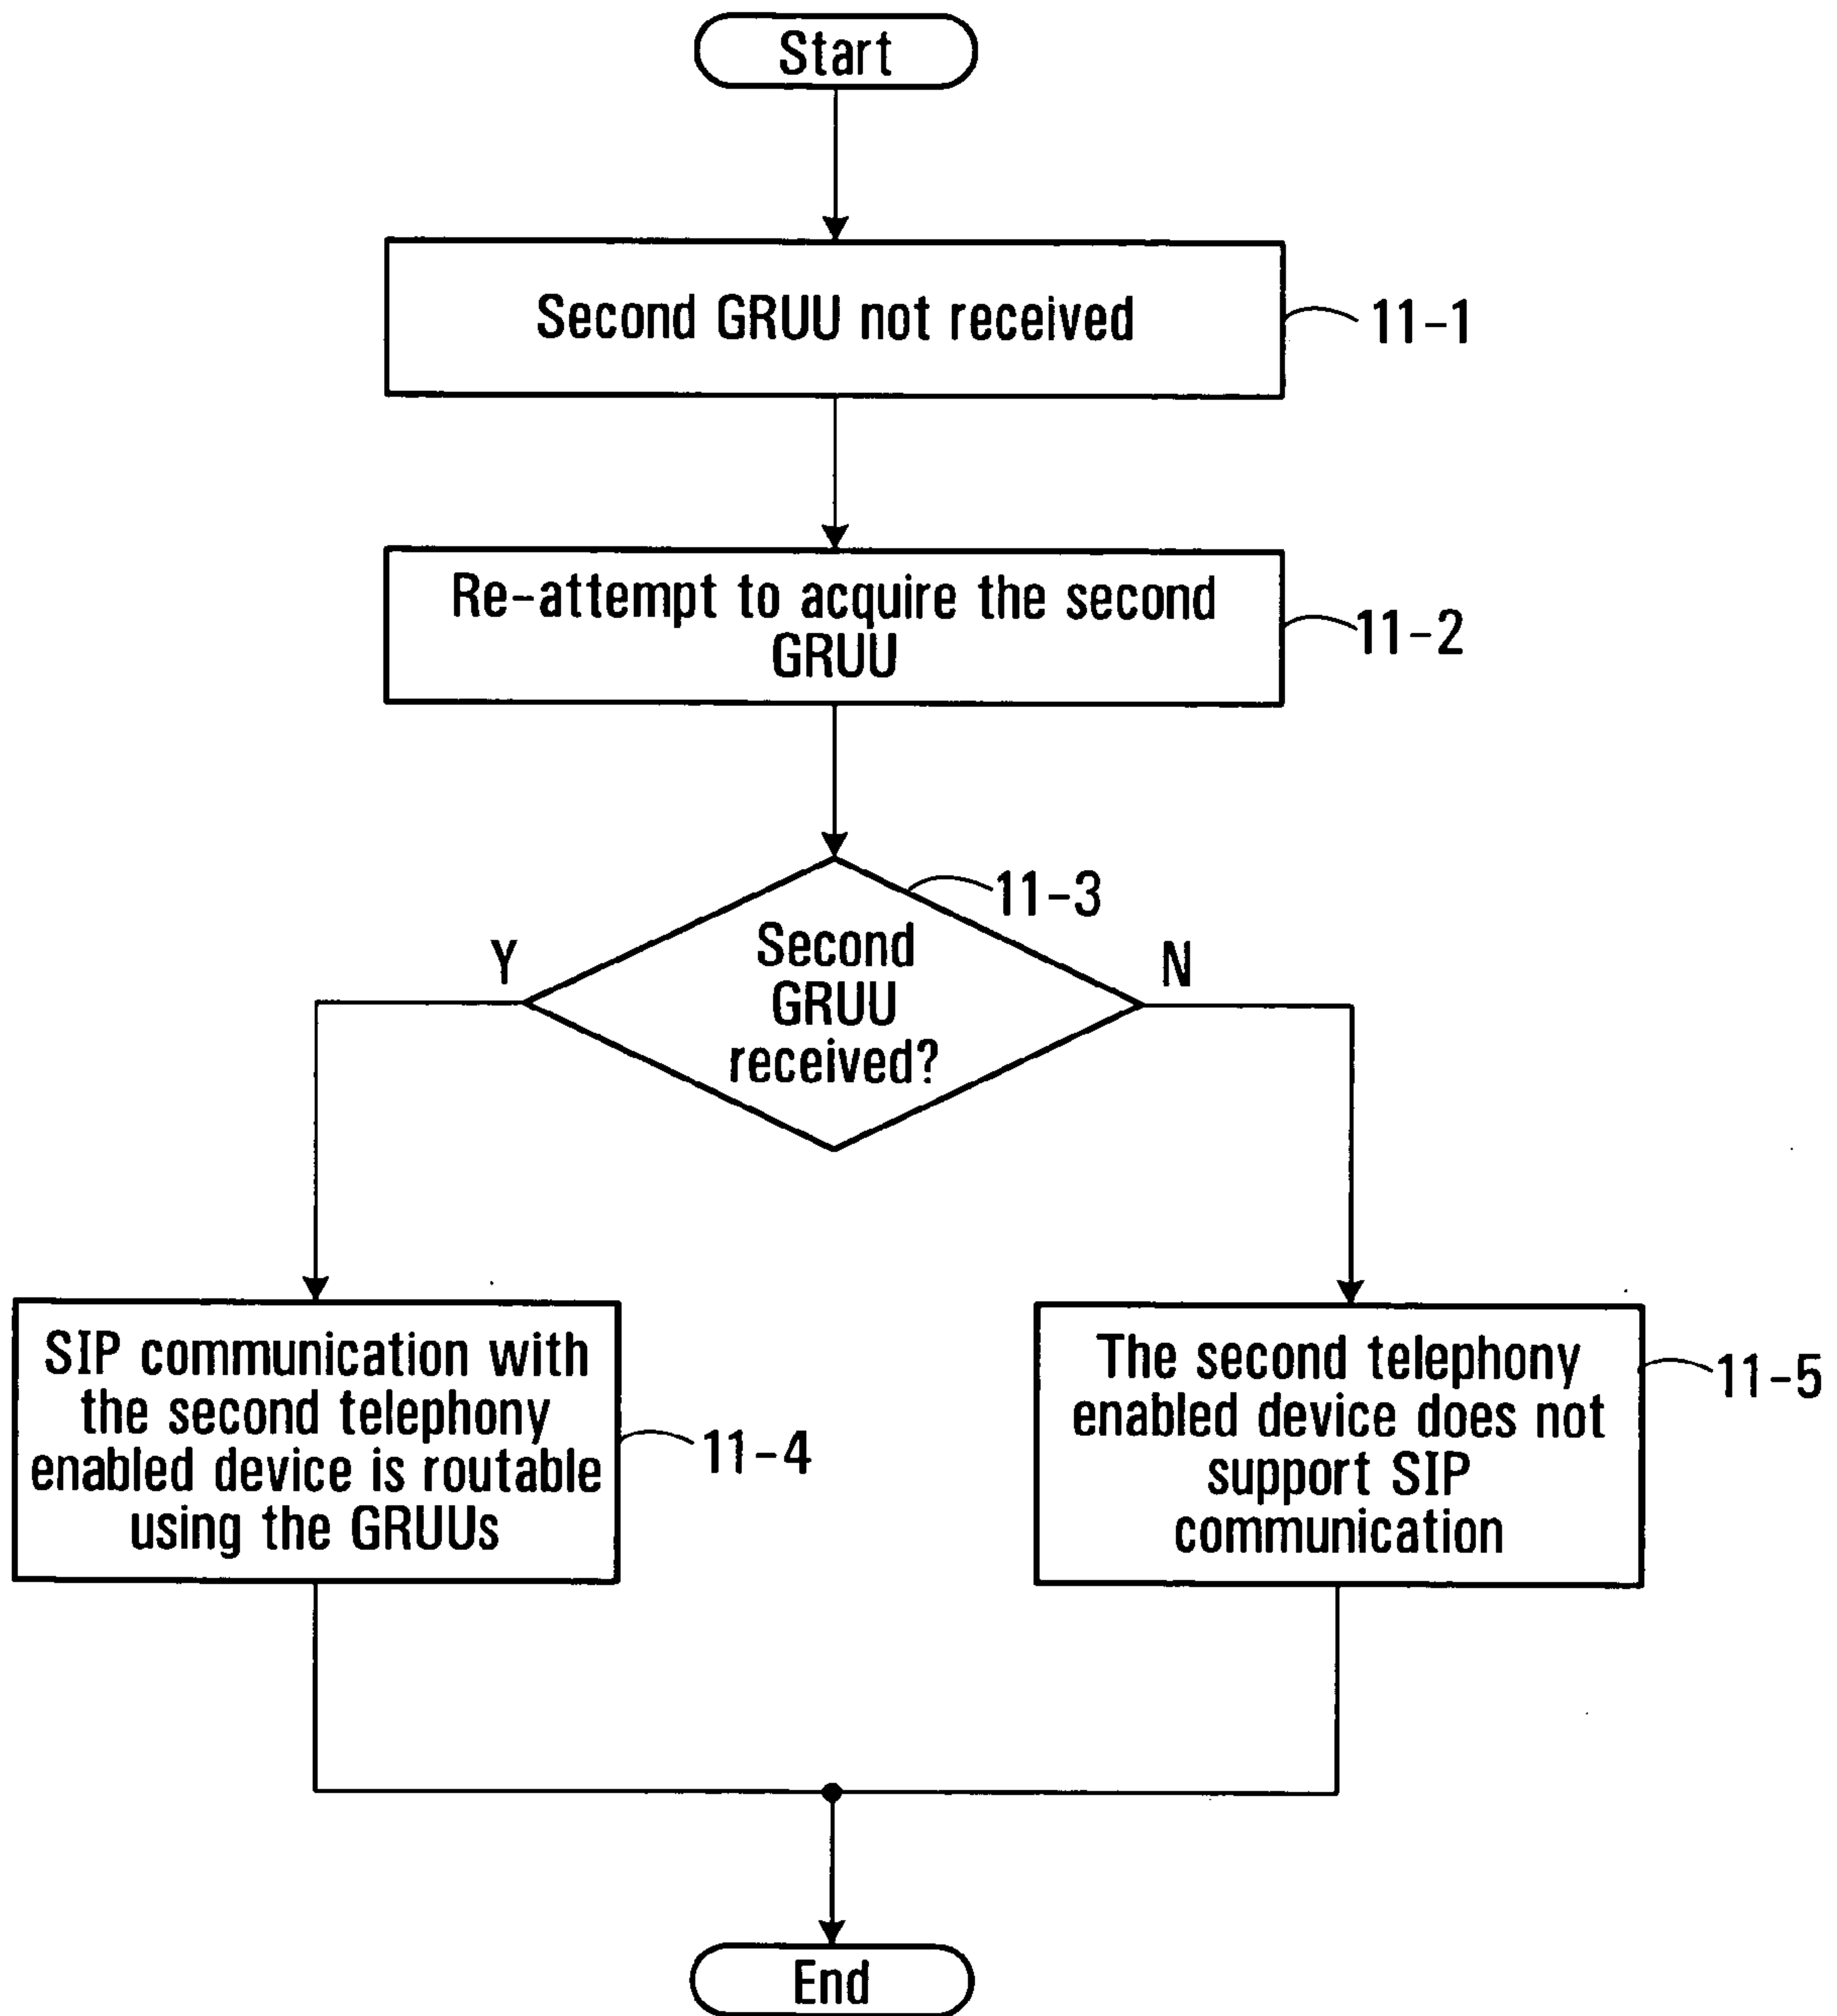 Start
Second GRUU not received
11-1
Re-attempt to acquire the second
GRUU
11-2
11-3
Second
GRUU
received?
Y
N
SIP communication with
the second telephony
enabled device is routable
using the GRUUs
11-4
The second telephony
enabled device does not
support SIP
communication
11-5
End